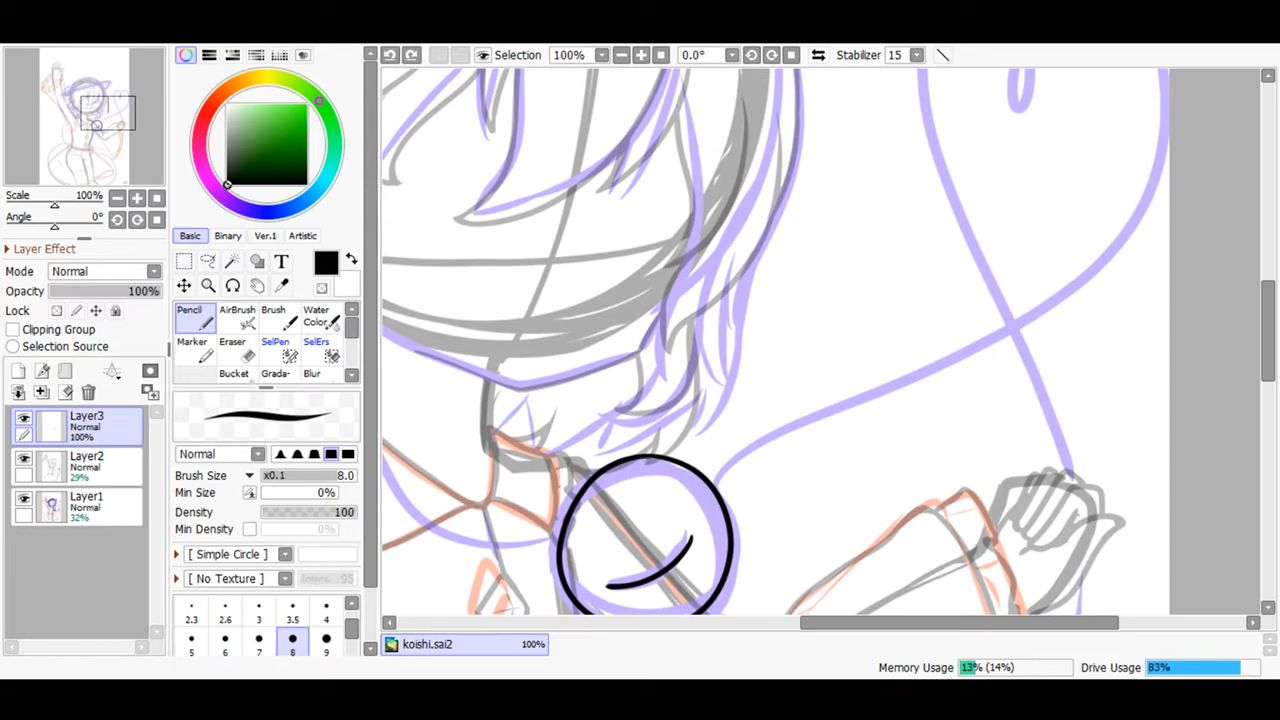 Selection 100% 0.0° Stabilizer 15
Scale 100%
Angle 0°
Layer Effect
Mode Normal
Opacity 100%
Lock
Clipping Group
Selection Source
Layer3
Normal
100%
Layer2
Normal
29%
Layer1
Normal
32%
Basic Binary Ver.1 Artistic
T
Pencil AirBrush Brush Water Color
Marker Eraser SelPen SelErs
Bucket Grada- Blur
Normal
Brush Size x0.1 8.0
Min Size 0%
Density 100
Min Density 0%
[ Simple Circle ]
[ No Texture ] Intens. 95
2.3 2.6 3 3.5 4
5 6 7 8 9
koishi.sai2 100%
Memory Usage 13% (14%) Drive Usage 83%